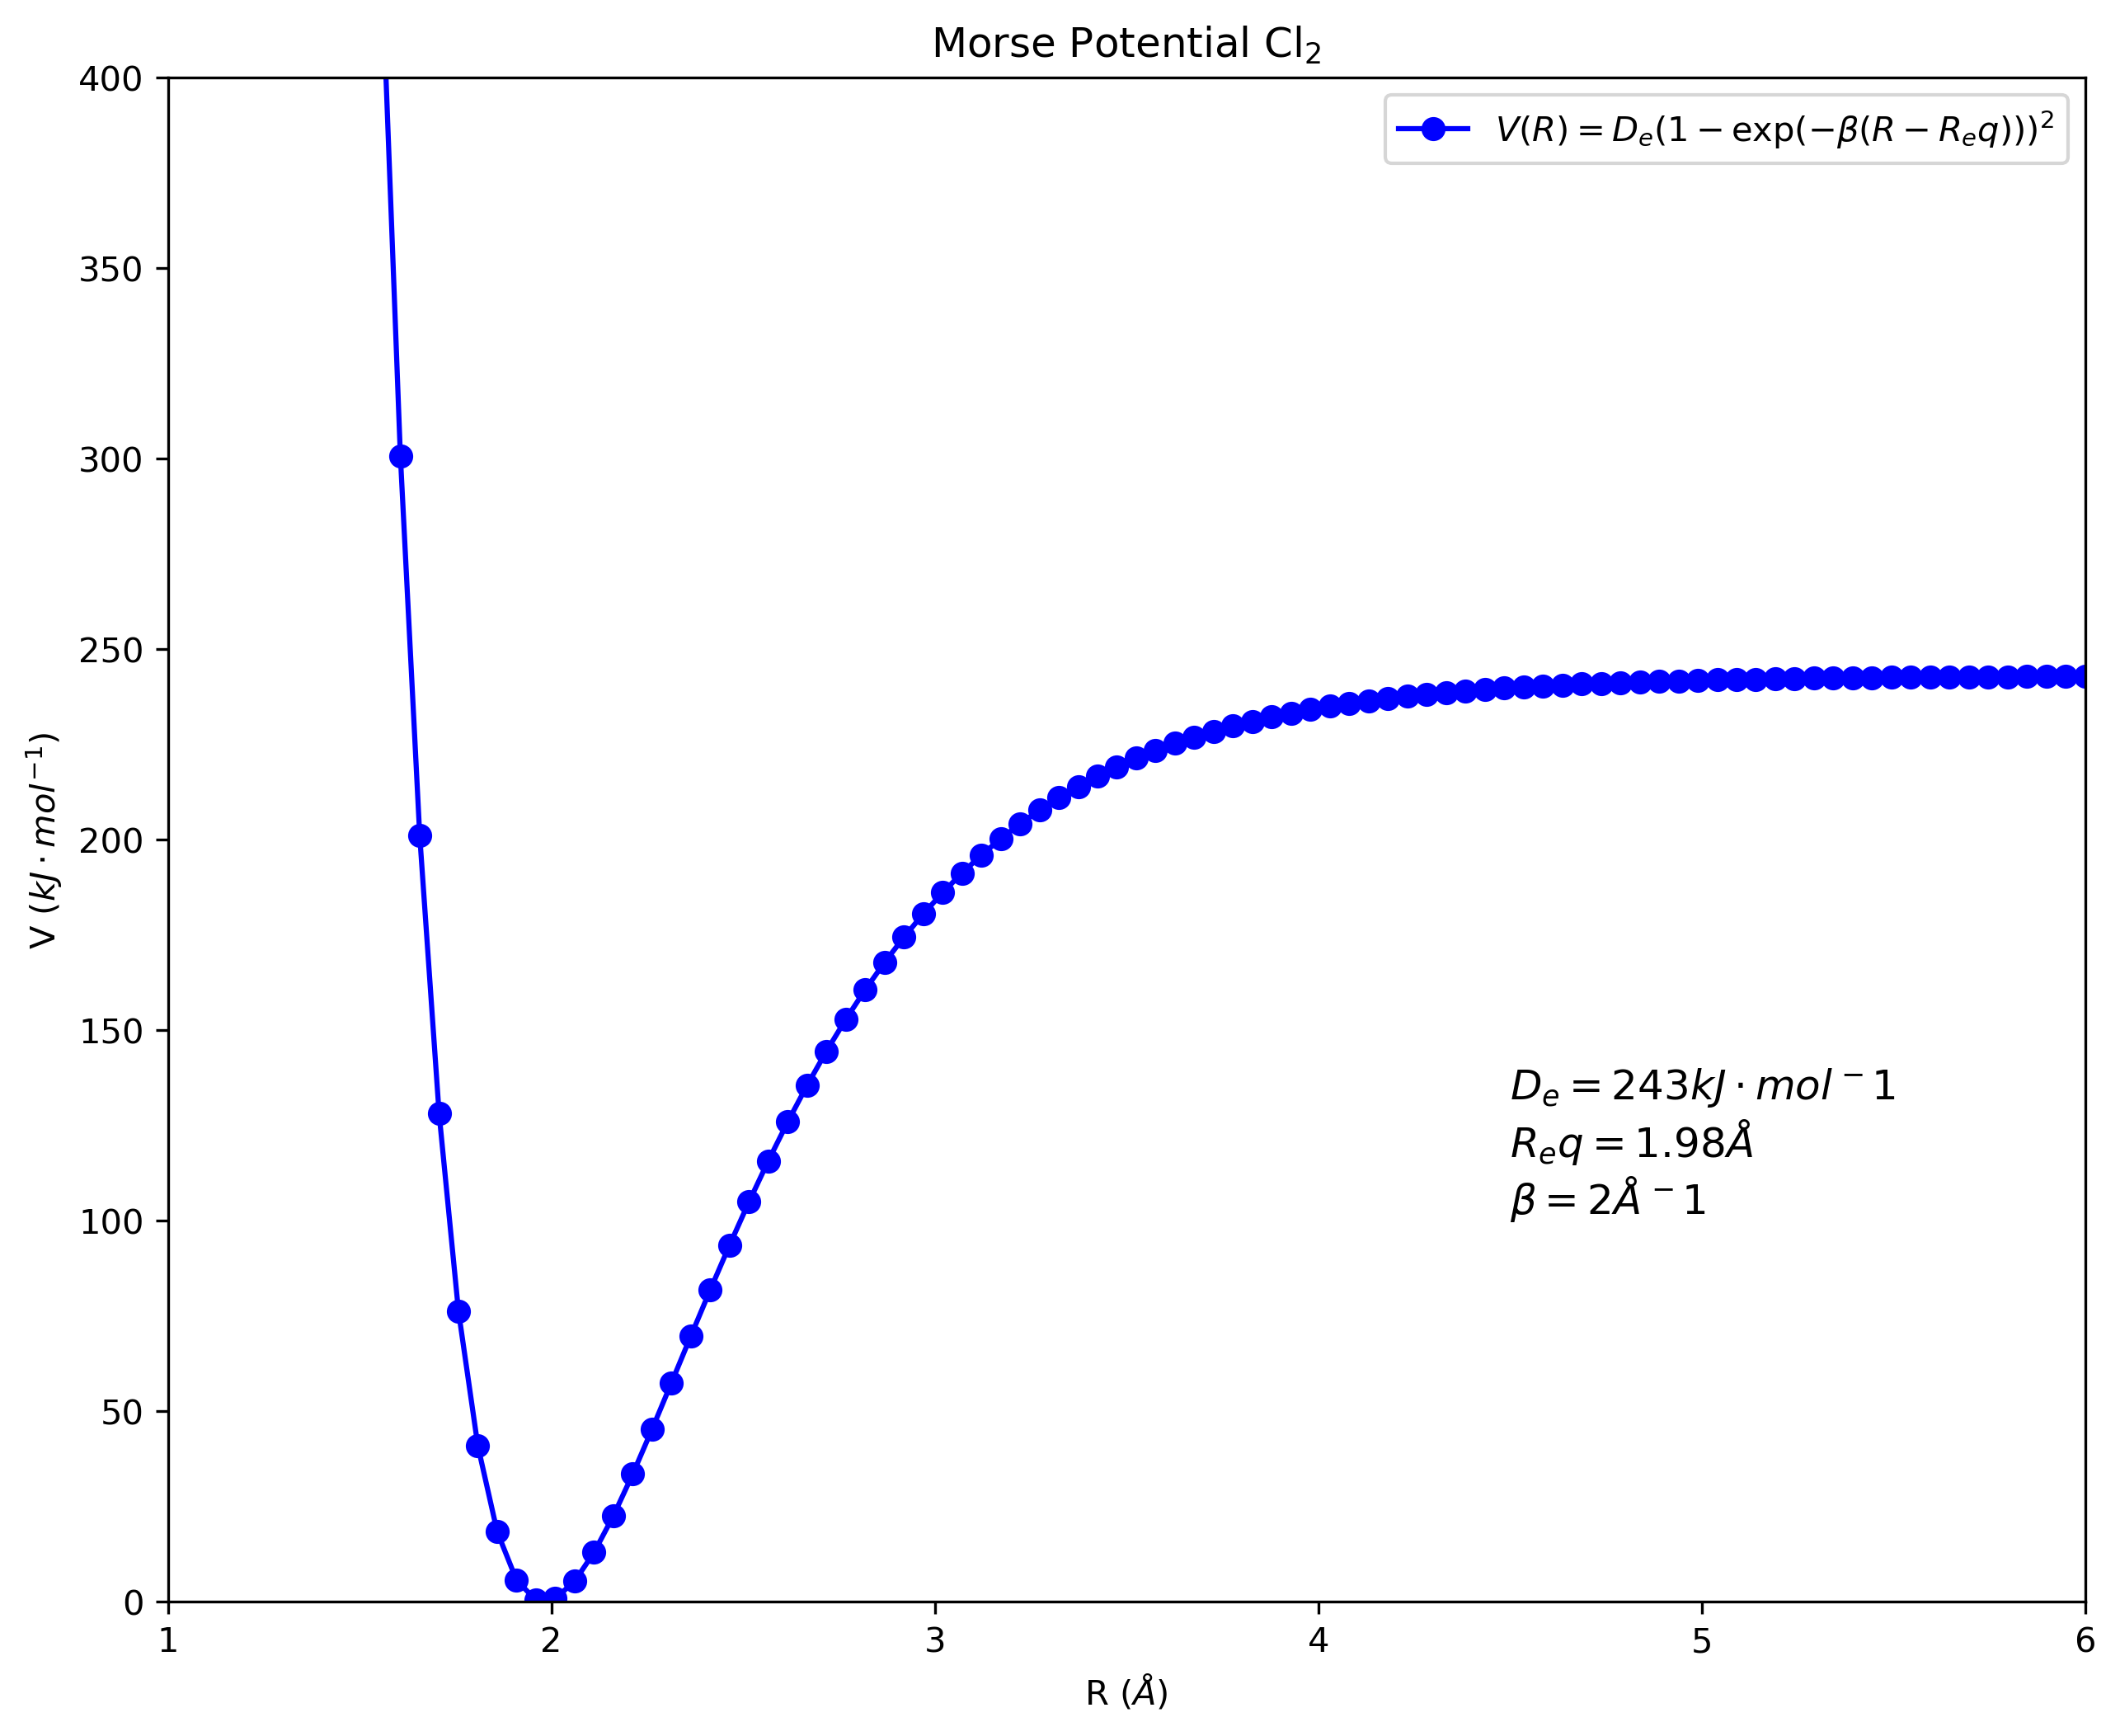 Morse Potential Cl₂
400
350
300
250
200
150
100
50
0
V (kJ · mol⁻¹)
V(R) = Dₑ(1 − exp(−β(R − Rₑq)))²
Dₑ = 243kJ · mol⁻1
Rₑq = 1.98Å
β = 2Å⁻1
1 2 3 4 5 6
R (Å)